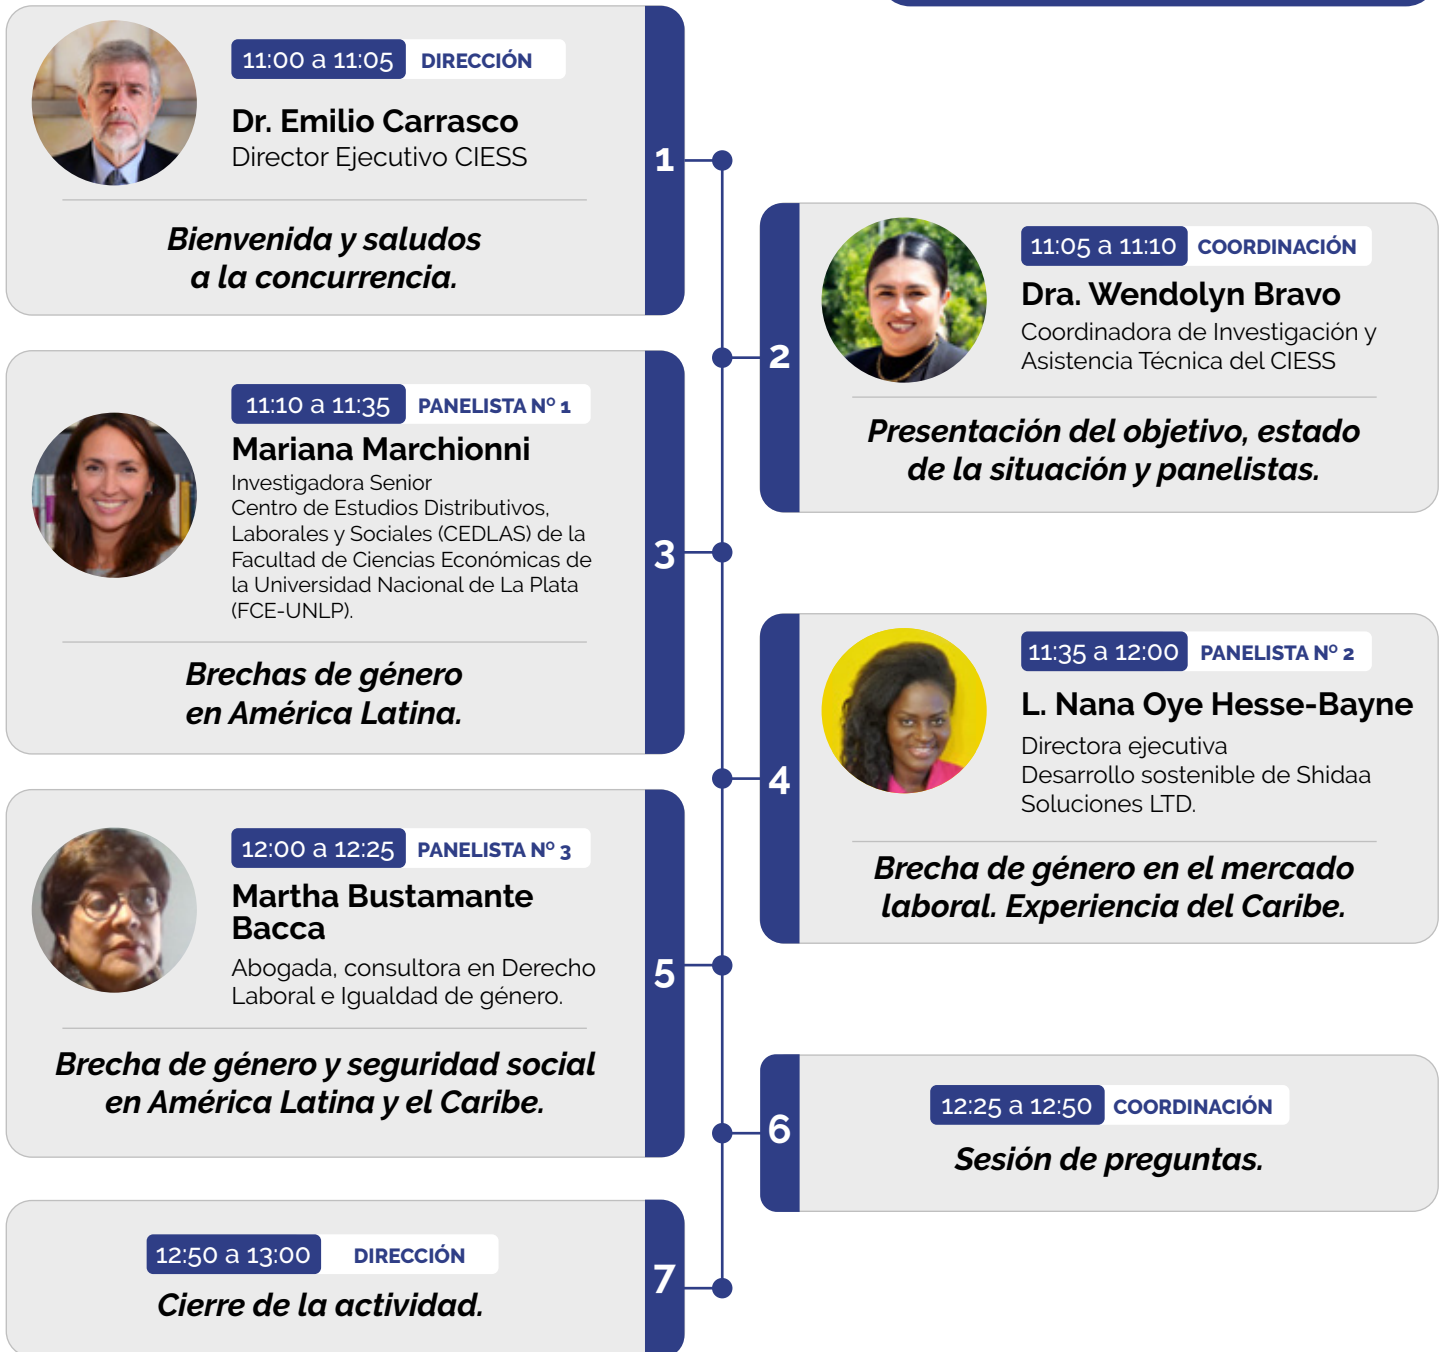 11:00 a 11:05 DIRECCIÓN
Dr. Emilio Carrasco
Director Ejecutivo CIESS
Bienvenida y saludos
a la concurrencia.
1
11:05 a 11:10 COORDINACIÓN
Dra. Wendolyn Bravo
Coordinadora de Investigación y
Asistencia Técnica del CIESS
Presentación del objetivo, estado
de la situación y panelistas.
2
11:10 a 11:35 PANELISTA Nº 1
Mariana Marchionni
Investigadora Senior
Centro de Estudios Distributivos,
Laborales y Sociales (CEDLAS) de la
Facultad de Ciencias Económicas de
la Universidad Nacional de La Plata
(FCE-UNLP).
Brechas de género
en América Latina.
3
11:35 a 12:00 PANELISTA Nº 2
L. Nana Oye Hesse-Bayne
Directora ejecutiva
Desarrollo sostenible de Shidaa
Soluciones LTD.
Brecha de género en el mercado
laboral. Experiencia del Caribe.
4
12:00 a 12:25 PANELISTA Nº 3
Martha Bustamante
Bacca
Abogada, consultora en Derecho
Laboral e Igualdad de género.
Brecha de género y seguridad social
en América Latina y el Caribe.
5
12:25 a 12:50 COORDINACIÓN
Sesión de preguntas.
6
12:50 a 13:00 DIRECCIÓN
Cierre de la actividad.
7